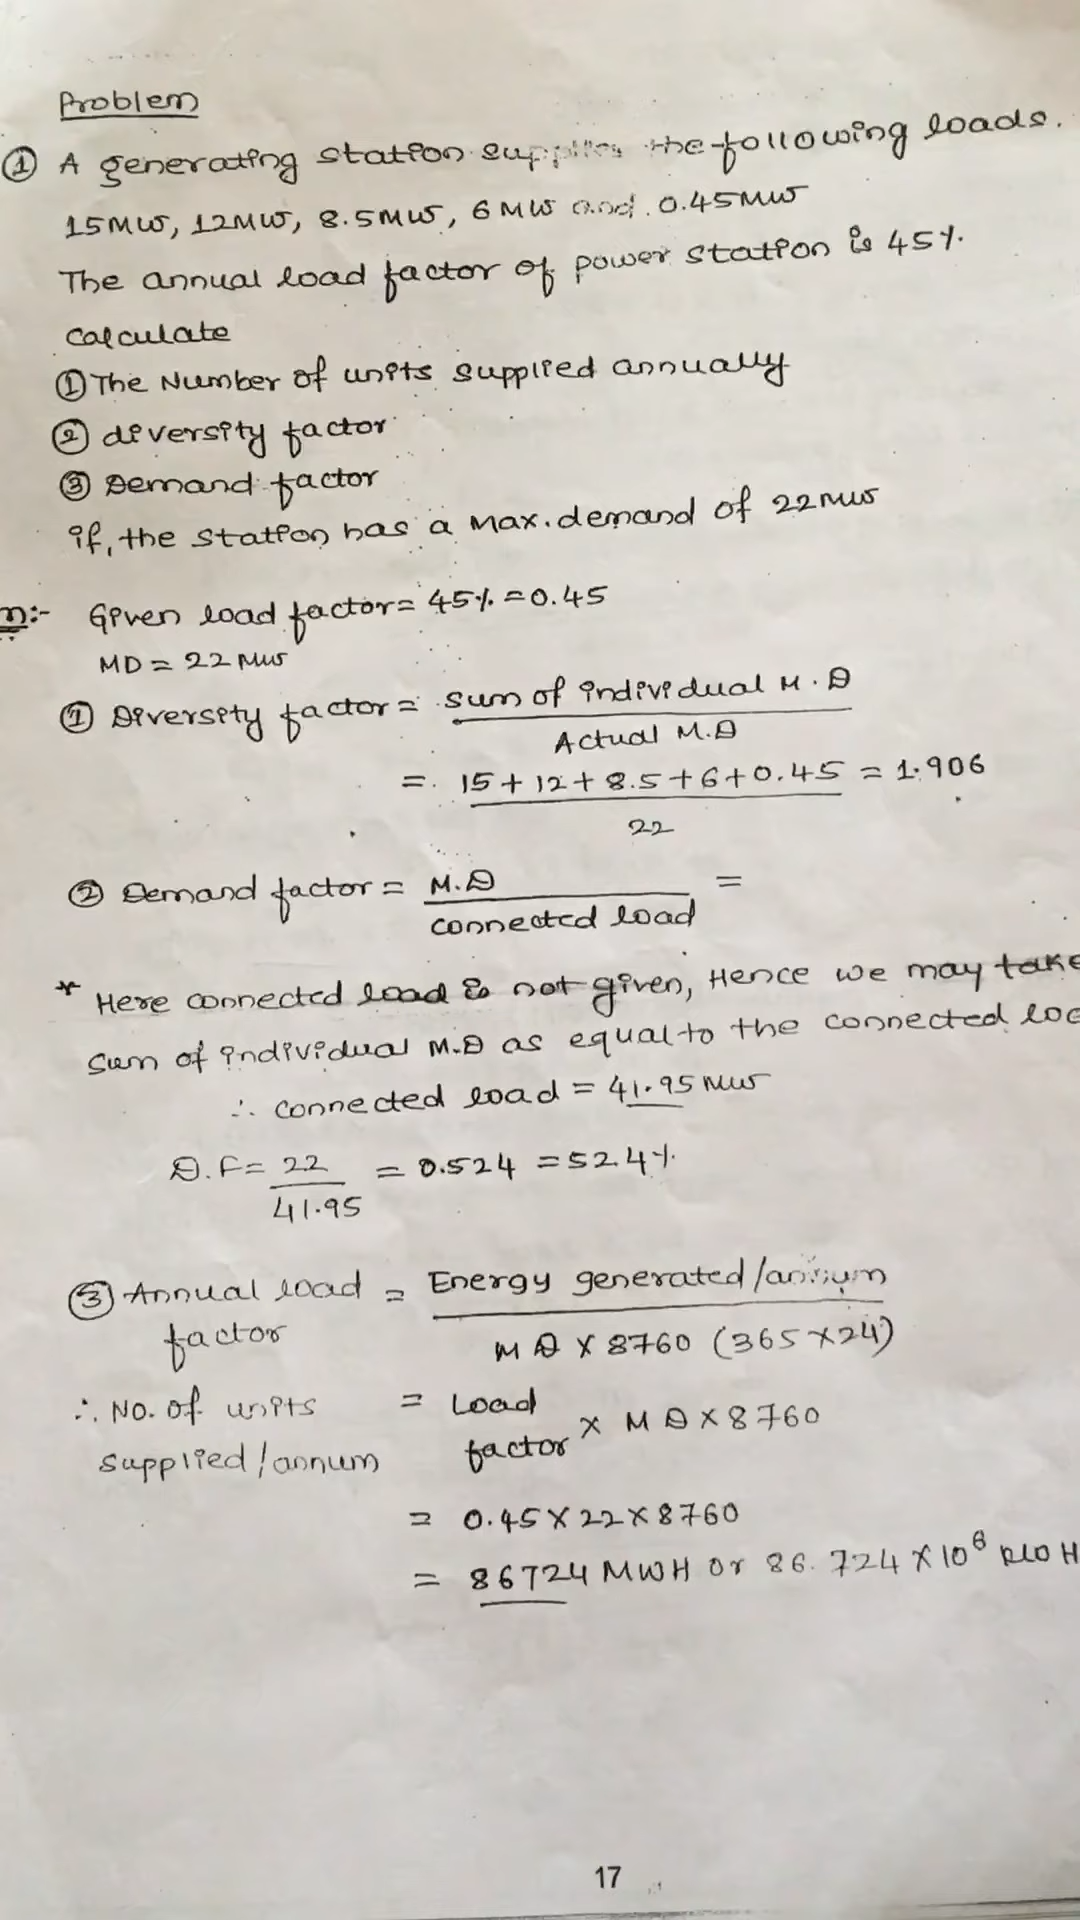 Problem
① A generating station supplies the following loads.
15MW, 12MW, 8.5MW, 6MW and 0.45MW
The annual load factor of power station is 45%.
calculate
① The Number of units supplied annually
② diversity factor
③ Demand factor
if, the station has a max. demand of 22MW
n:- Given load factor = 45% = 0.45
MD = 22 MW
① Diversity factor = sum of individual M.D
Actual M.D
= 15 + 12 + 8.5 + 6 + 0.45 = 1.906
22
② Demand factor = M.D =
connected load
* Here connected load is not given, Hence we may take
sum of individual M.D as equal to the connected loa
∴ connected load = 41.95 MW
D.F = 22 = 0.524 = 52.4%
41.95
③ Annual load = Energy generated/annum
factor MD × 8760 (365×24)
∴ No. of units = Load × MD × 8760
supplied/annum factor
= 0.45 × 22 × 8760
= 86724 MWH or 86.724 × 10⁶ KWH
17